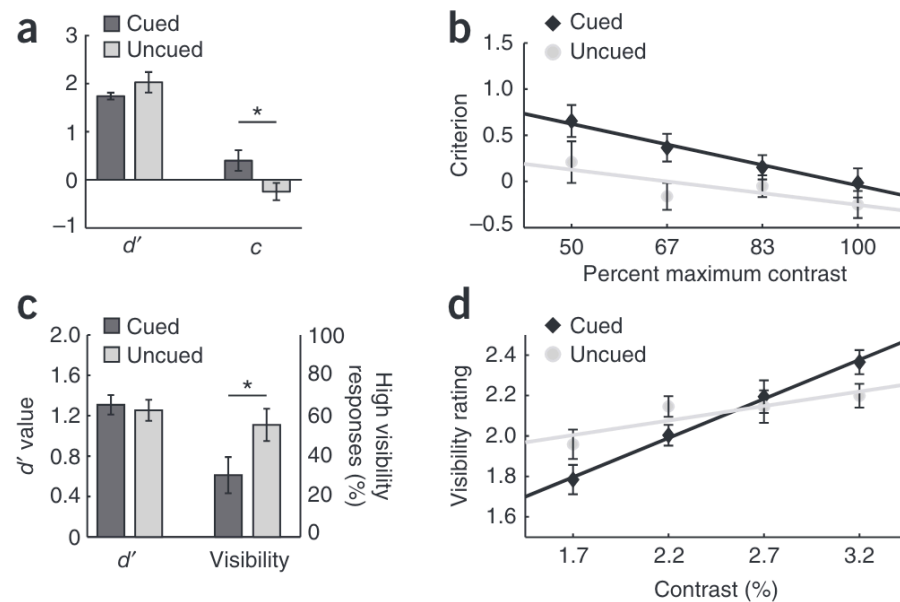 a
Cued
Uncued
3
2
1
0
–1
*
d′
c
b
Cued
Uncued
1.5
1.0
0.5
0
–0.5
Criterion
50 67 83 100
Percent maximum contrast
c
Cued
Uncued
2.0
1.6
1.2
0.8
0.4
0
d′ value
100
80
60
40
20
0
High visibility
responses (%)
*
d′
Visibility
d
Cued
Uncued
2.4
2.2
2.0
1.8
1.6
Visibility rating
1.7 2.2 2.7 3.2
Contrast (%)